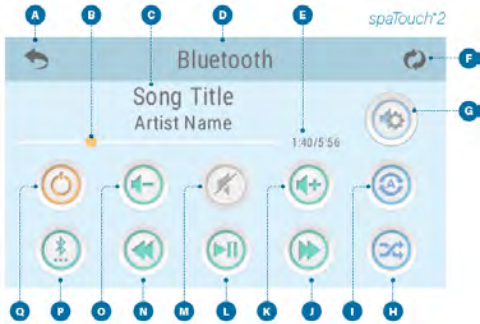 A B C D E
spaTouch™2
Bluetooth
F
Song Title
Artist Name
1:40/5:56
G
A
Q P O N M L K J I H